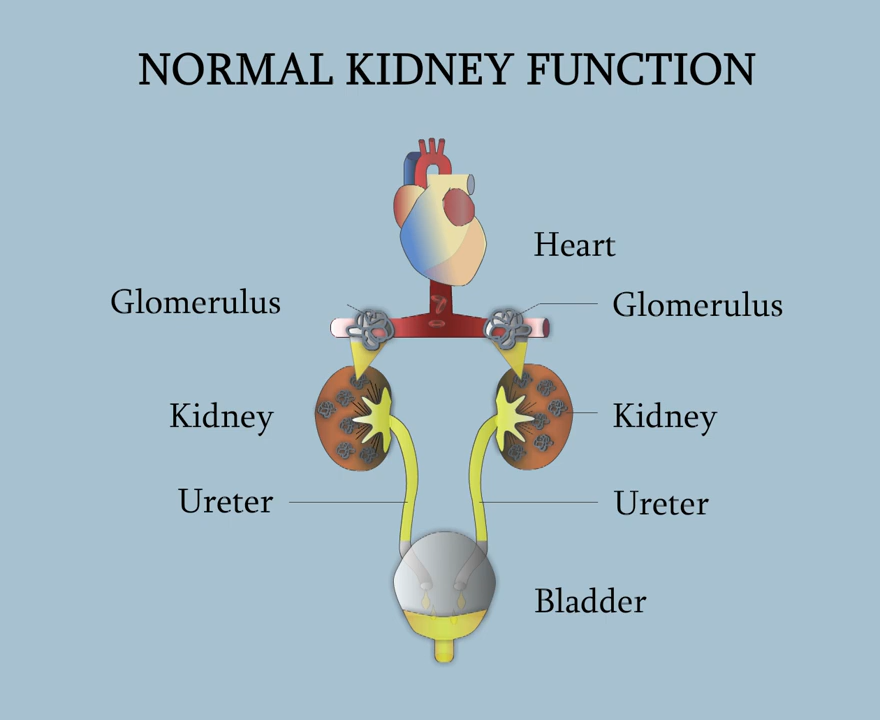 NORMAL KIDNEY FUNCTION
Heart
Glomerulus
Glomerulus
Kidney
Kidney
Ureter
Ureter
Bladder